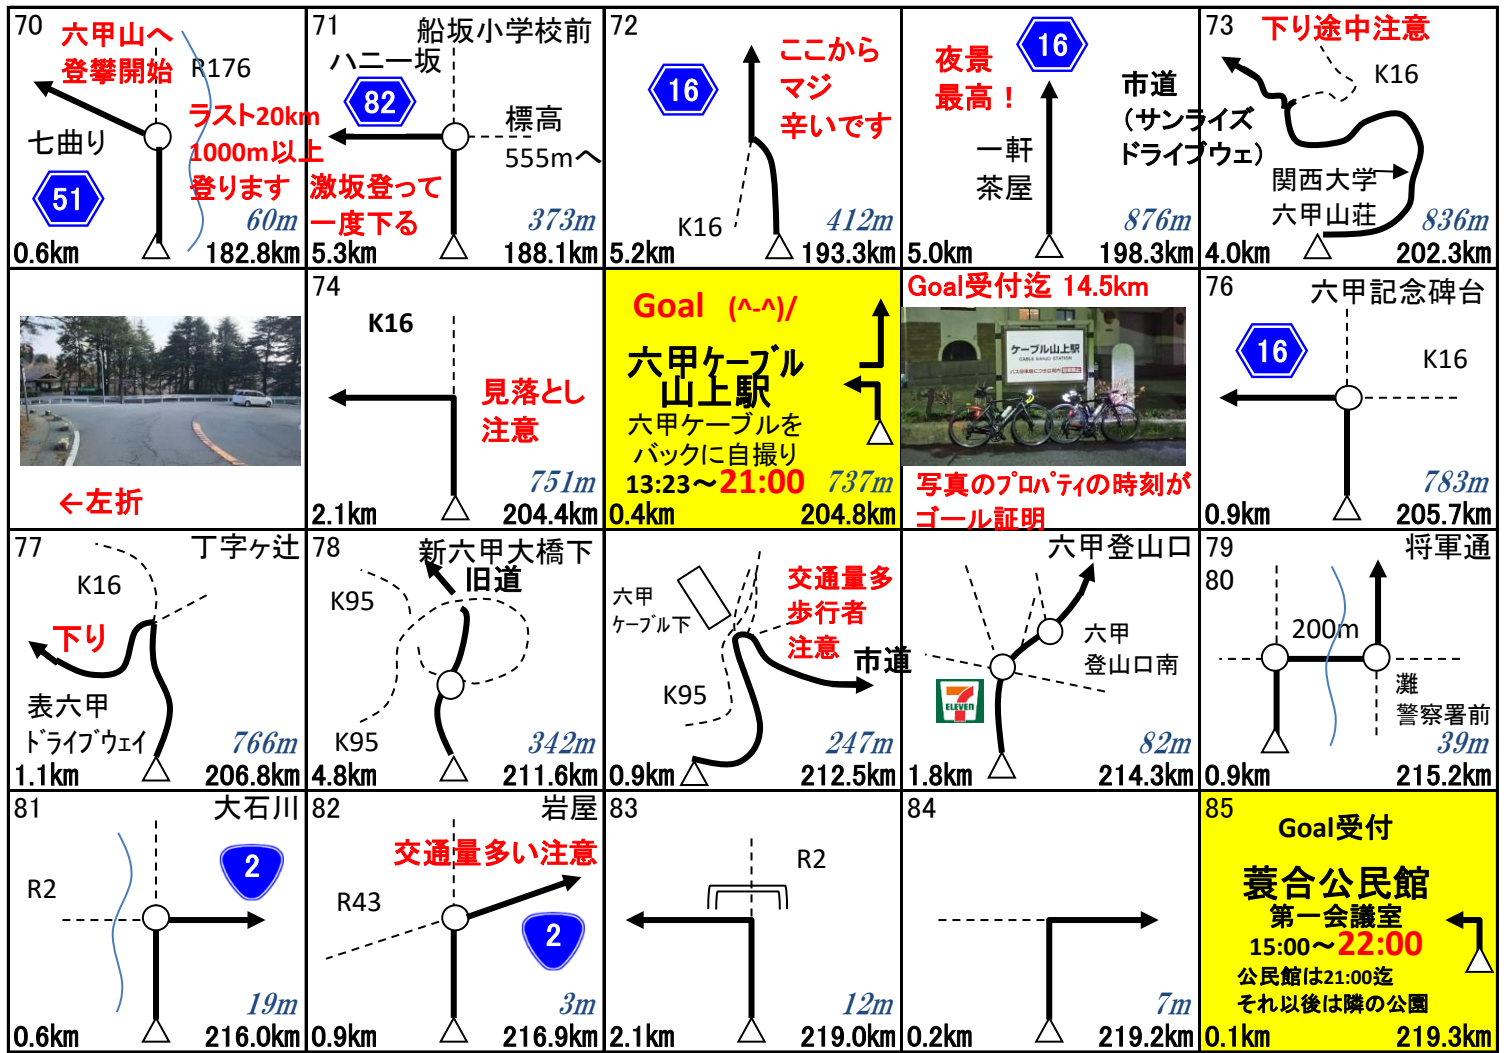 70
六甲山へ
登攀開始
R176
ラスト20km
1000m以上
登ります
七曲り
51
60m
0.6km
182.8km
71
船坂小学校前
ハニー坂
82
標高
555mへ
激坂登って
一度下る
373m
5.3km
188.1km
72
16
ここから
マジ
辛いです
K16
412m
5.2km
193.3km
夜景
最高！
16
一軒
茶屋
876m
5.0km
198.3km
73
下り途中注意
K16
市道
（サンライズ
ドライブウェ）
関西大学
六甲山荘
836m
4.0km
202.3km
←左折
74
K16
見落とし
注意
751m
2.1km
204.4km
Goal (^-^)/
六甲ケーブル
山上駅
六甲ケーブルを
バックに自撮り
13:23～21:00
737m
0.4km
204.8km
Goal受付迄 14.5km
ケーブル山上駅
CABLE SANJO STATION
写真のプロパティの時刻が
ゴール証明
76
六甲記念碑台
16
K16
783m
0.9km
205.7km
77
丁字ヶ辻
K16
下り
表六甲
ドライブウェイ
766m
1.1km
206.8km
78
新六甲大橋下
旧道
K95
K95
342m
4.8km
211.6km
六甲
ケーブル下
交通量多
歩行者
注意
市道
K95
247m
0.9km
212.5km
六甲登山口
六甲
登山口南
7
ELEVEN
82m
1.8km
214.3km
79
80
将軍通
200m
灘
警察署前
39m
0.9km
215.2km
81
大石川
2
R2
19m
0.6km
216.0km
82
岩屋
交通量多い注意
R43
2
3m
0.9km
216.9km
83
R2
12m
2.1km
219.0km
84
7m
0.2km
219.2km
85
Goal受付
葺合公民館
第一会議室
15:00～22:00
公民館は21:00迄
それ以後は隣の公園
0.1km
219.3km